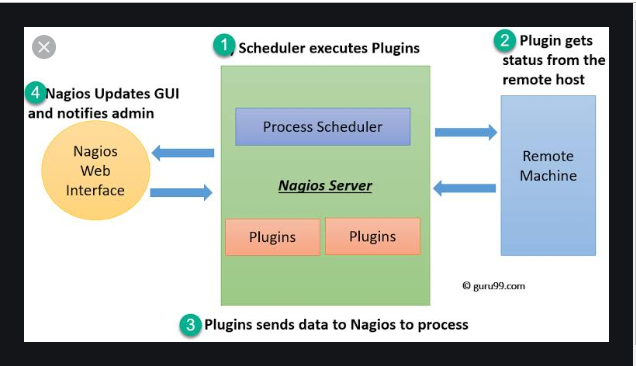 1 Scheduler executes Plugins
2 Plugin gets
status from the
remote host
4 Nagios Updates GUI
and notifies admin
Process Scheduler
Nagios
Web
Interface
Nagios Server
Remote
Machine
Plugins
Plugins
© guru99.com
3 Plugins sends data to Nagios to process